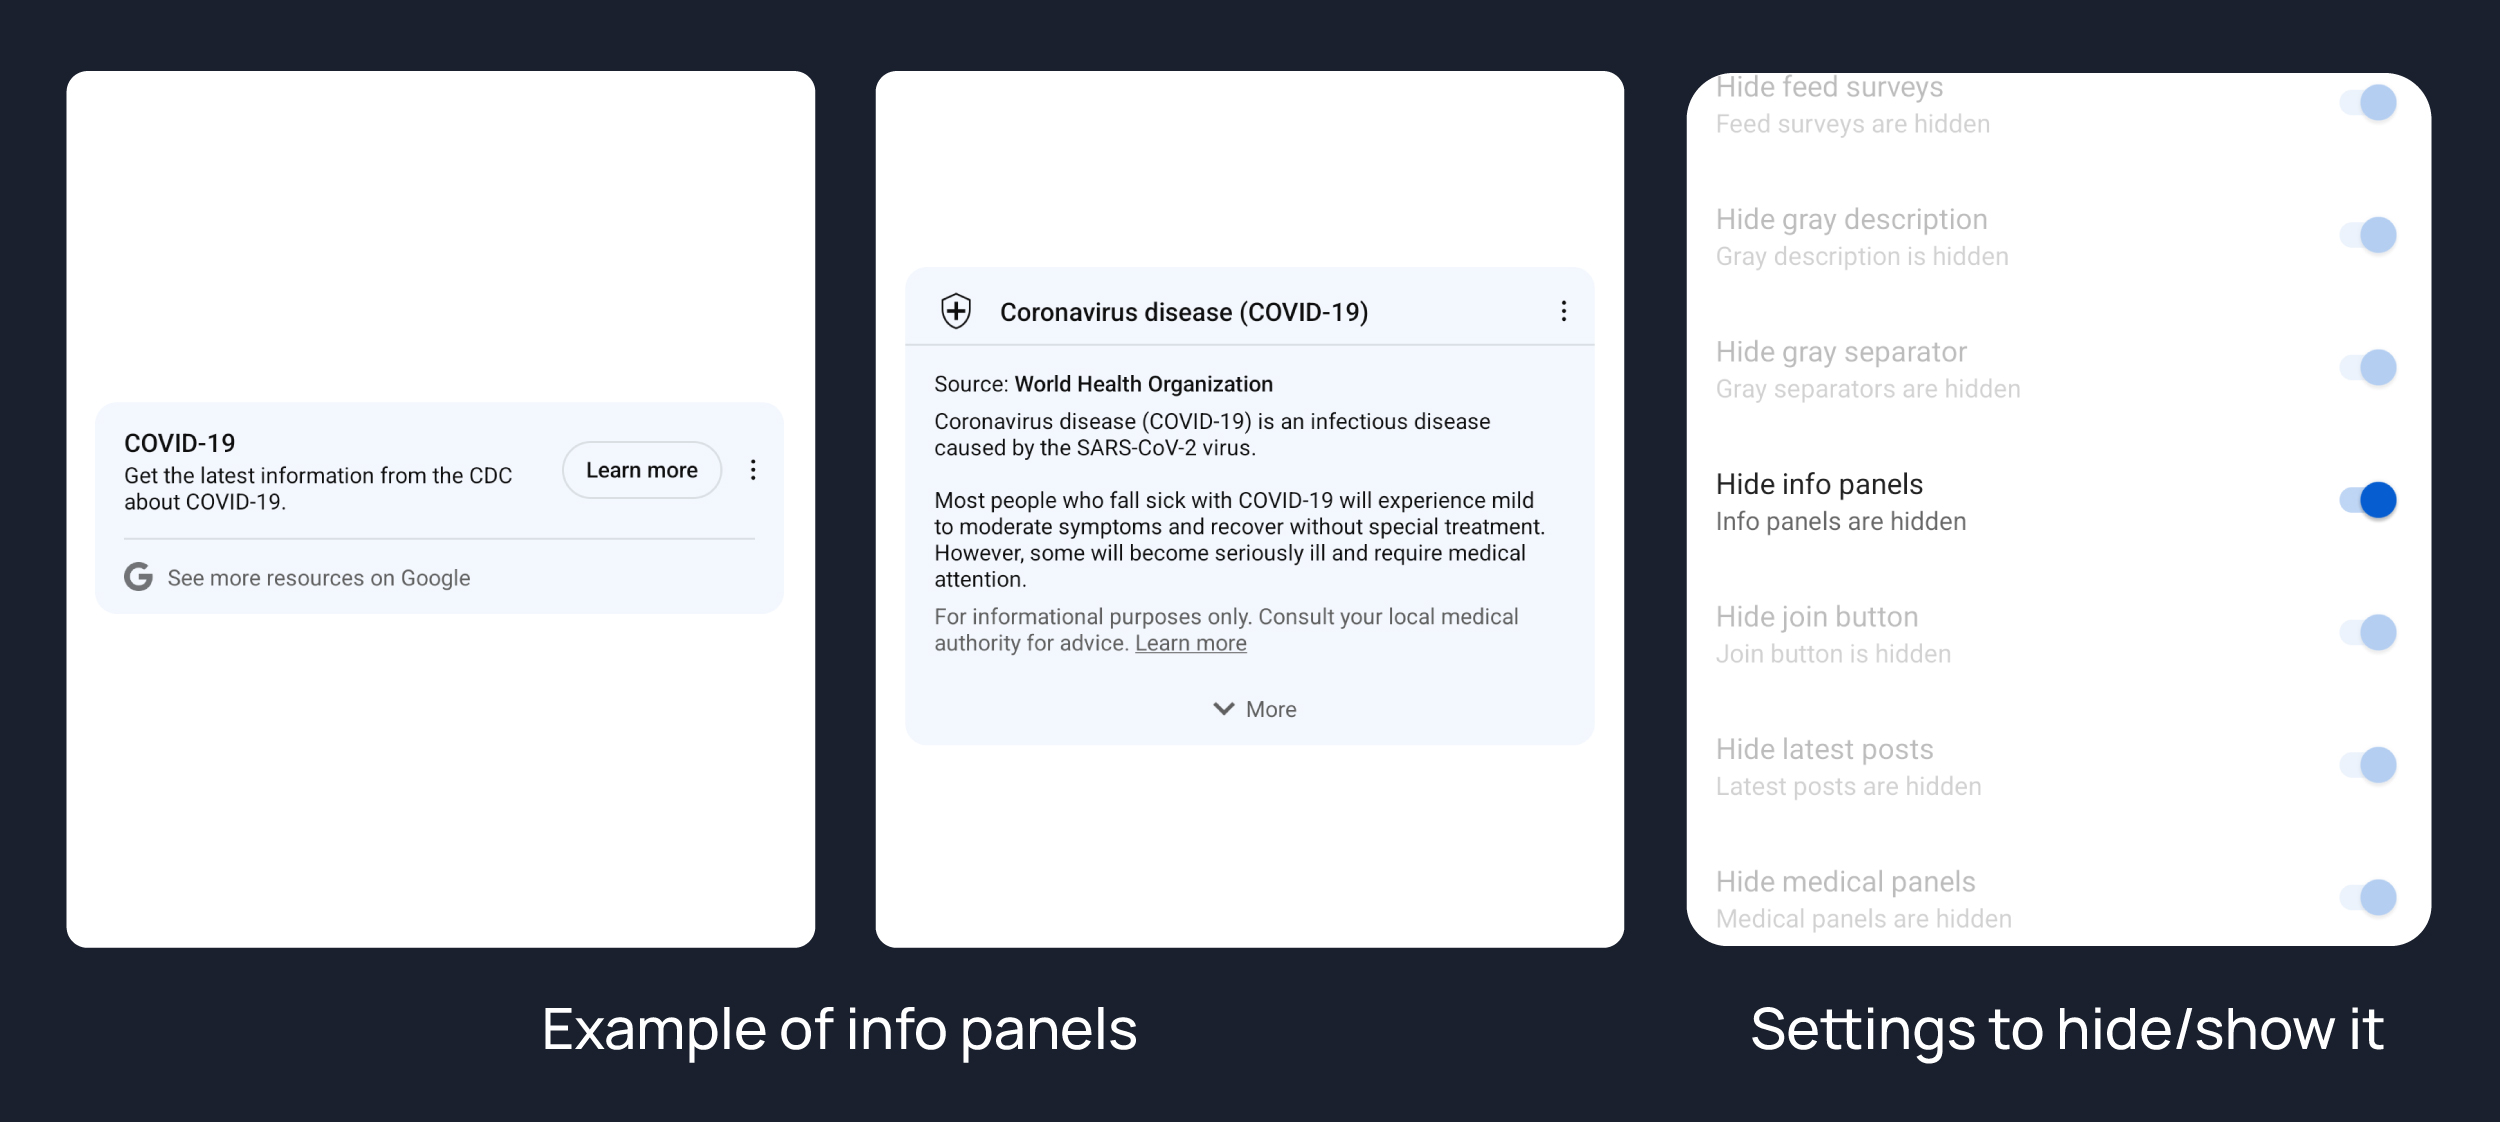 COVID-19
Get the latest information from the CDC
about COVID-19.
Learn more
See more resources on Google
Coronavirus disease (COVID-19)
Source: World Health Organization
Coronavirus disease (COVID-19) is an infectious disease
caused by the SARS-CoV-2 virus.
Most people who fall sick with COVID-19 will experience mild
to moderate symptoms and recover without special treatment.
However, some will become seriously ill and require medical
attention.
For informational purposes only. Consult your local medical
authority for advice. Learn more
More
Hide feed surveys
Feed surveys are hidden
Hide gray description
Gray description is hidden
Hide gray separator
Gray separators are hidden
Hide info panels
Info panels are hidden
Hide join button
Join button is hidden
Hide latest posts
Latest posts are hidden
Hide medical panels
Medical panels are hidden
Example of info panels
Settings to hide/show it